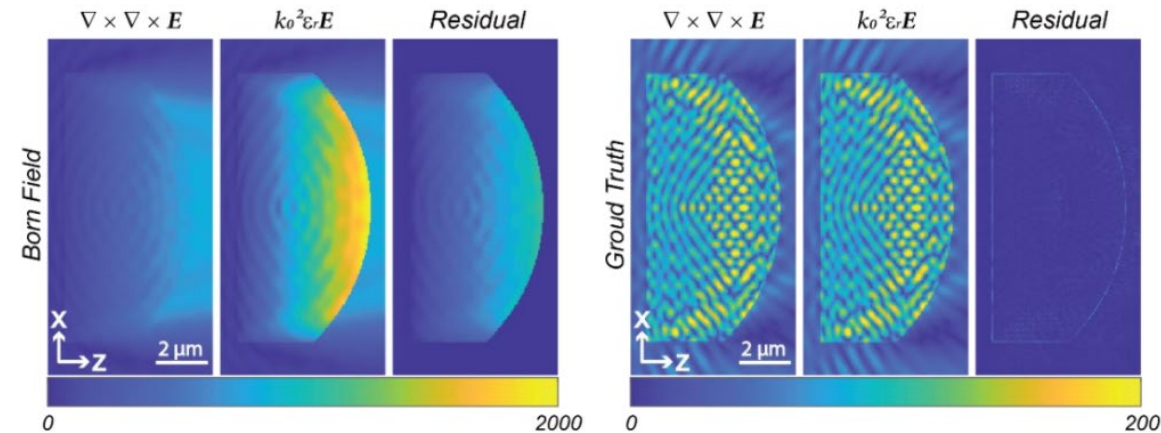 ∇ × ∇ × E
k₀²εᵣE
Residual
Born Field
X
Z
2 μm
0
2000
∇ × ∇ × E
k₀²εᵣE
Residual
Groud Truth
X
Z
2 μm
0
200